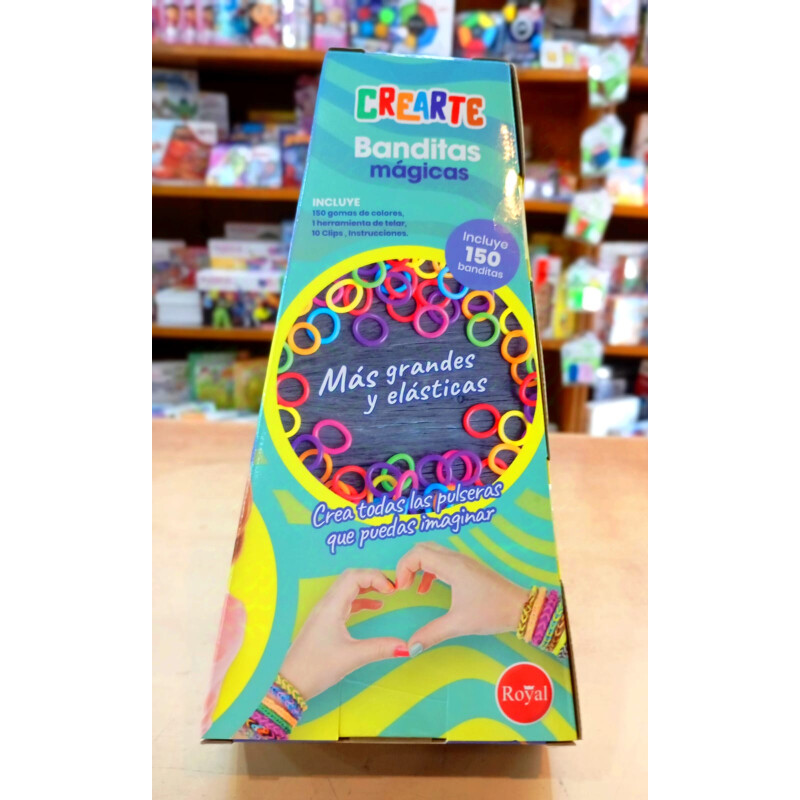 CREARTE
Banditas
mágicas
INCLUYE
150 gomas de colores,
1 herramienta de telar,
10 Clips , Instrucciones.
Incluye
150
banditas
Más grandes
y elásticas
Crea todas las pulseras
que puedas imaginar
Royal